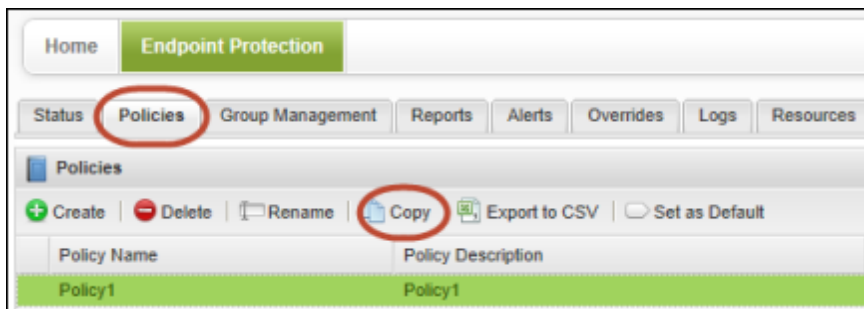 Home Endpoint Protection
Status Policies Group Management Reports Alerts Overrides Logs Resources
Policies
Create Delete Rename Copy Export to CSV Set as Default
Policy Name Policy Description
Policy1 Policy1